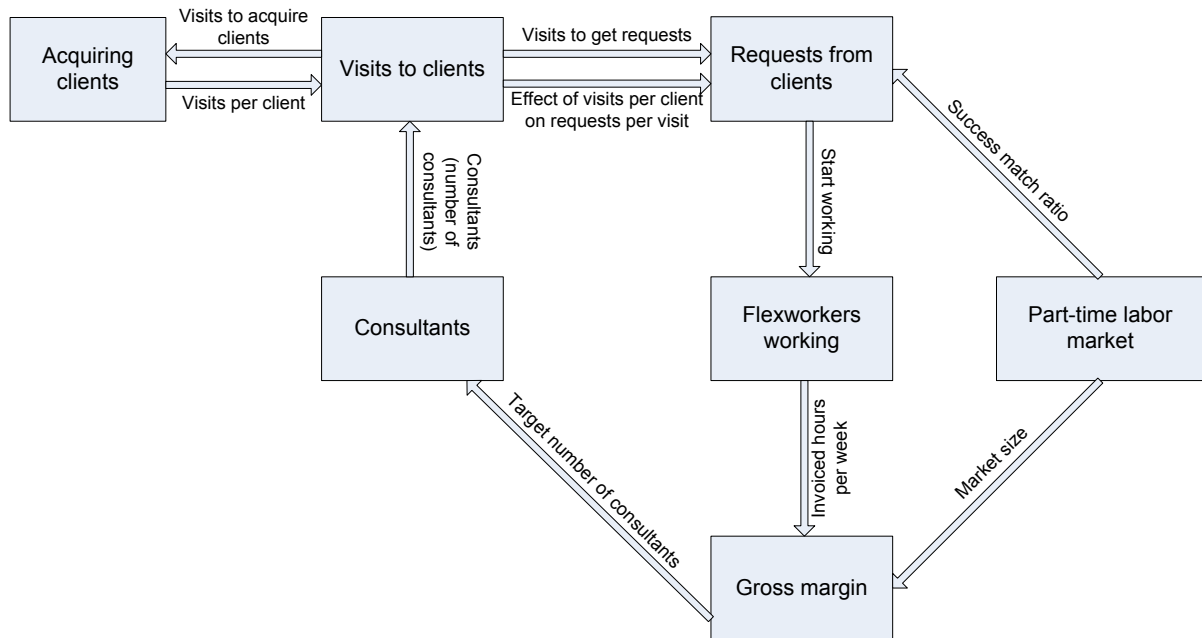 Visits to acquire
clients
Acquiring
clients
Visits per client
Visits to clients
Visits to get requests
Effect of visits per client
on requests per visit
Requests from
clients
Success match ratio
Consultants
(number of
consultants)
Start working
Consultants
Flexworkers
working
Part-time labor
market
Target number of consultants
Invoiced hours
per week
Market size
Gross margin